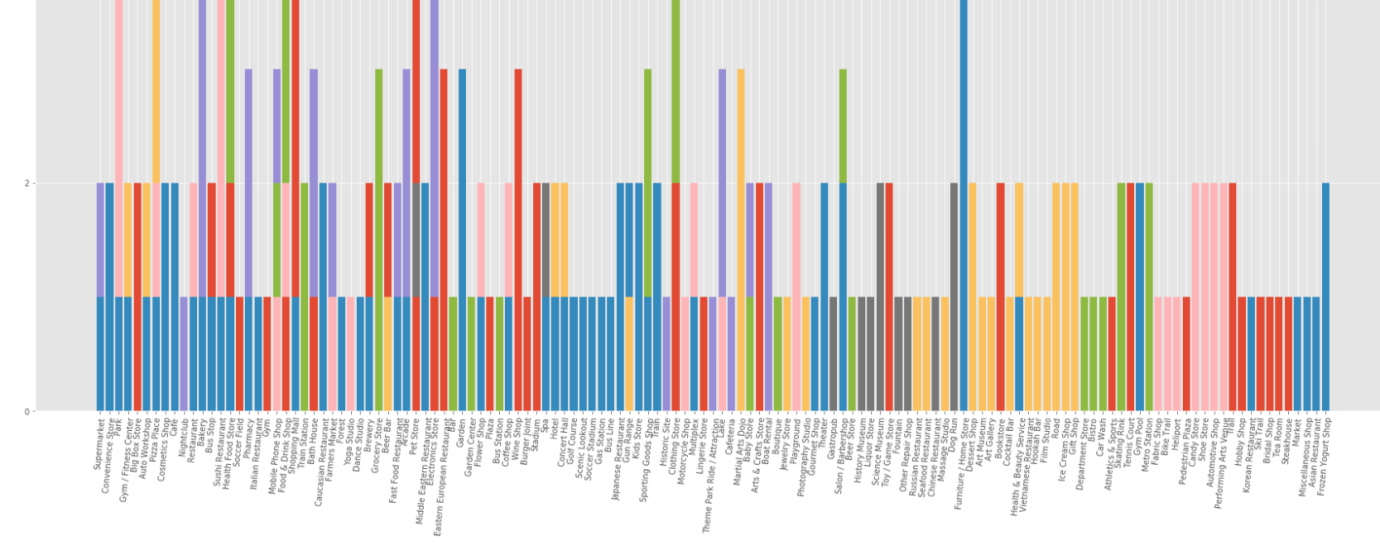 2
0
Supermarket
Convenience Store
Park
Gym / Fitness Center
Big Box Store
Auto Workshop
Pizza Place
Cosmetics Shop
Cafe
Nightclub
Restaurant
Bakery
Bus Stop
Sushi Restaurant
Health Food Store
Soccer Field
Pharmacy
Italian Restaurant
Gym
Mobile Phone Shop
Food & Drink Shop
Shopping Mall
Train Station
Bath House
Caucasian Restaurant
Farmers Market
Forest
Yoga Studio
Dance Studio
Brewery
Grocery Store
Beer Bar
Fast Food Restaurant
Arcade
Pet Store
Middle Eastern Restaurant
Electronics Store
Eastern European Restaurant
Bar
Garden
Garden Center
Flower Shop
Plaza
Bus Station
Coffee Shop
Wine Shop
Burger Joint
Stadium
Spa
Hotel
Concert Hall
Golf Course
Scenic Lookout
Soccer Stadium
Gas Station
Bus Line
Japanese Restaurant
Gun Range
Kids Store
Sporting Goods Shop
Train
Historic Site
Clothing Store
Motorcycle Shop
Multiplex
Lingerie Store
Theme Park Ride / Attraction
Lake
Cafeteria
Martial Arts Dojo
Baby Store
Arts & Crafts Store
Boat Rental
Boutique
Jewelry Store
Playground
Photography Studio
Gourmet Shop
Theater
Gastropub
Salon / Barbershop
Beer Store
History Museum
Liquor Store
Science Museum
Toy / Game Store
Fountain
Other Repair Shop
Russian Restaurant
Seafood Restaurant
Chinese Restaurant
Massage Studio
Dog Run
Furniture / Home Store
Dessert Shop
Art Museum
Art Gallery
Bookstore
Cocktail Bar
Health & Beauty Service
Vietnamese Restaurant
Hookah Bar
Film Studio
Road
Ice Cream Shop
Gift Shop
Department Store
Bistro
Car Wash
Athletics & Sports
Skating Rink
Tennis Court
Gym Pool
Metro Station
Fabric Shop
Bike Trail
Heliport
Pedestrian Plaza
Candy Store
Shoe Store
Automotive Shop
Performing Arts Venue
Trail
Hobby Shop
Korean Restaurant
Ski Trail
Bridal Shop
Tea Room
Steakhouse
Market
Miscellaneous Shop
Asian Restaurant
Frozen Yogurt Shop